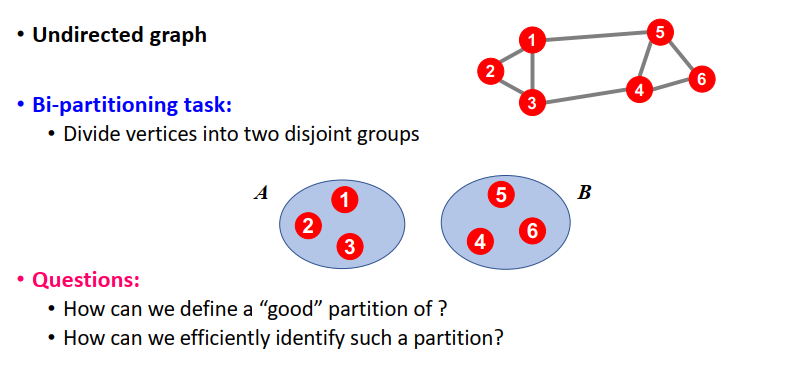 • Undirected graph
1
5
2
6
4
3
• Bi-partitioning task:
• Divide vertices into two disjoint groups
A
B
1
5
2
6
4
3
• Questions:
• How can we define a “good” partition of ?
• How can we efficiently identify such a partition?